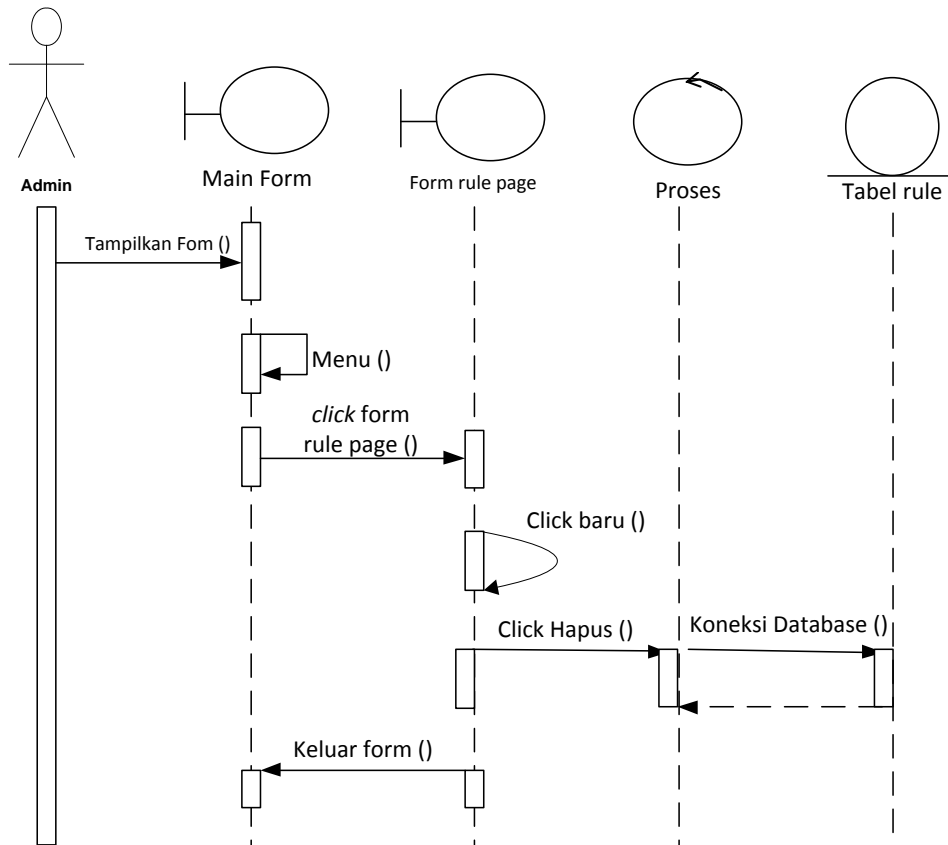 Admin
Main Form
Form rule page
Proses
Tabel rule
Tampilkan Fom ()
Menu ()
click form
rule page ()
Click baru ()
Click Hapus ()
Koneksi Database ()
Keluar form ()